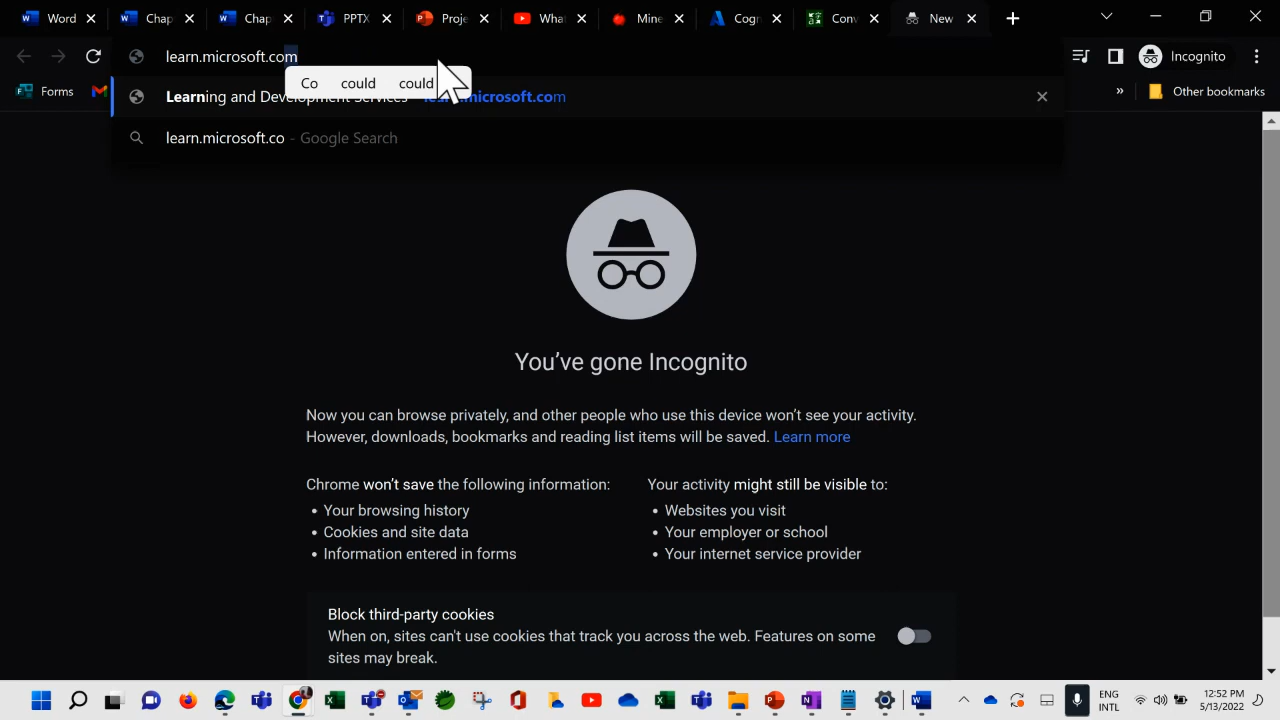 Word Chap Chap PPTX Proje What Mine Cogn Conv New
learn.microsoft.com Incognito
Co could could
Forms » Other bookmarks
Learning and Development Services learn.microsoft.com
learn.microsoft.co - Google Search
You've gone Incognito
Now you can browse privately, and other people who use this device won't see your activity.
However, downloads, bookmarks and reading list items will be saved. Learn more
Chrome won't save the following information:
• Your browsing history
• Cookies and site data
• Information entered in forms
Your activity might still be visible to:
• Websites you visit
• Your employer or school
• Your internet service provider
Block third-party cookies
When on, sites can't use cookies that track you across the web. Features on some
sites may break.
ENG
INTL
12:52 PM
5/13/2022